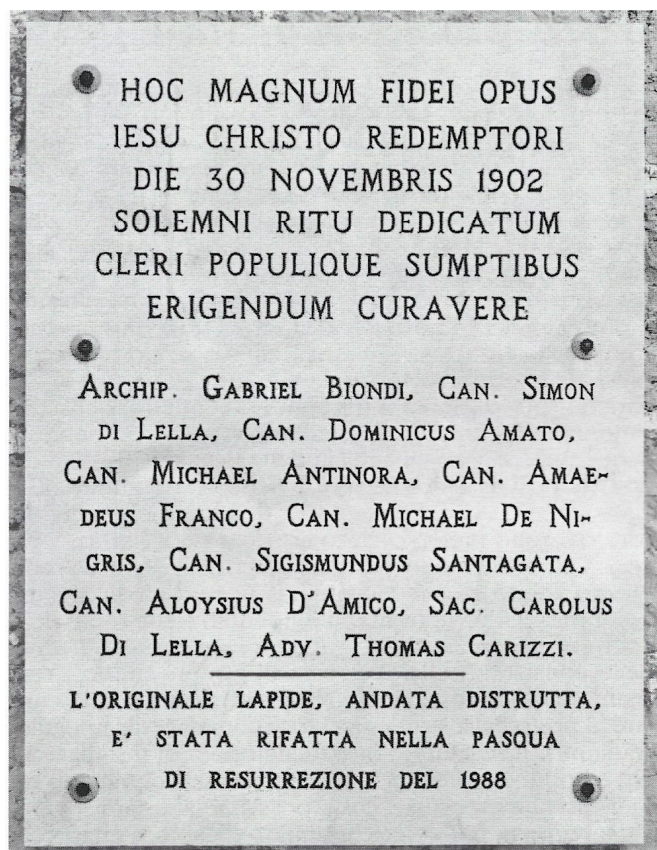 HOC MAGNUM FIDEI OPUS
IESU CHRISTO REDEMPTORI
DIE 30 NOVEMBRIS 1902
SOLEMNI RITU DEDICATUM
CLERI POPULIQUE SUMPTIBUS
ERIGENDUM CURAVERE
ARCHIP. GABRIEL BIONDI, CAN. SIMON
DI LELLA, CAN. DOMINICUS AMATO,
CAN. MICHAEL ANTINORA, CAN. AMAE-
DEUS FRANCO, CAN. MICHAEL DE NI-
GRIS, CAN. SIGISMUNDUS SANTAGATA,
CAN. ALOYSIUS D'AMICO, SAC. CAROLUS
DI LELLA, ADV. THOMAS CARIZZI.
L'ORIGINALE LAPIDE, ANDATA DISTRUTTA,
E' STATA RIFATTA NELLA PASQUA
DI RESURREZIONE DEL 1988